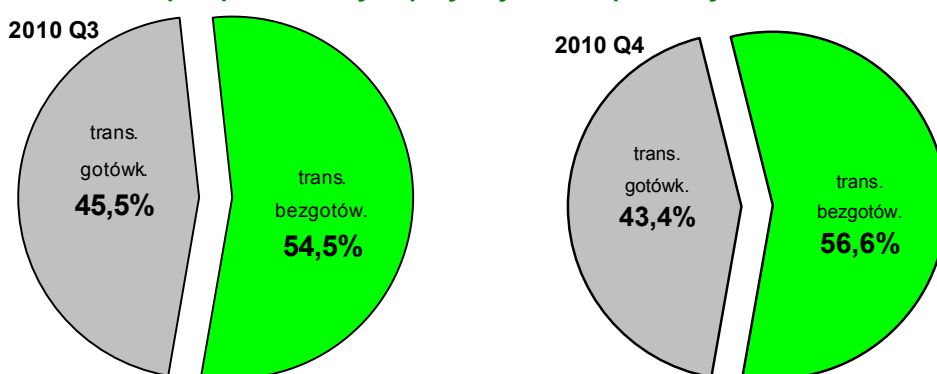 2010 Q3
trans.
gotówk.
45,5%
trans.
bezgotów.
54,5%
2010 Q4
trans.
gotówk.
43,4%
trans.
bezgotów.
56,6%